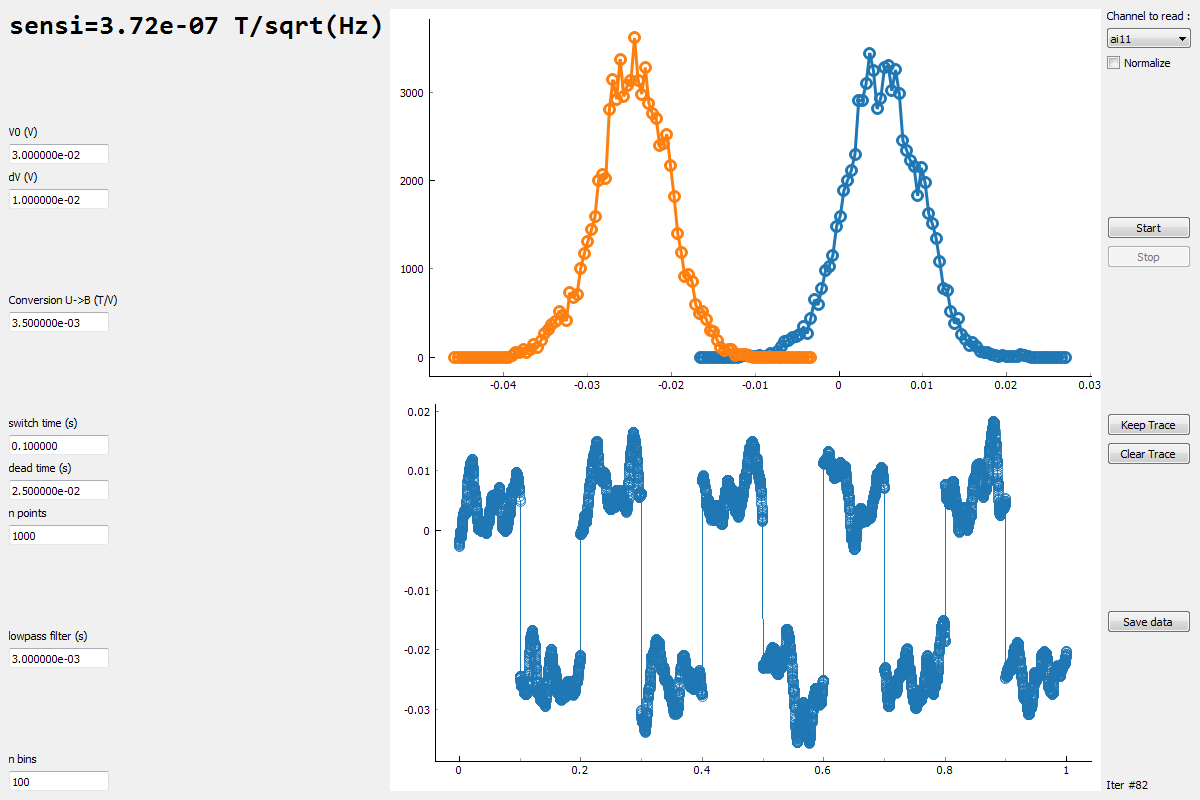 sensi=3.72e-07 T/sqrt(Hz)
V0 (V)
3.000000e-02
dV (V)
1.000000e-02
Conversion U->B (T/V)
3.500000e-03
switch time (s)
0.100000
dead time (s)
2.500000e-02
n points
1000
lowpass filter (s)
3.000000e-03
n bins
100
3000
2000
1000
0
-0.04 -0.03 -0.02 -0.01 0 0.01 0.02 0.03
0.02
0.01
0
-0.01
-0.02
-0.03
0 0.2 0.4 0.6 0.8 1
Channel to read :
ai11
Normalize
Start
Stop
Keep Trace
Clear Trace
Save data
Iter #82